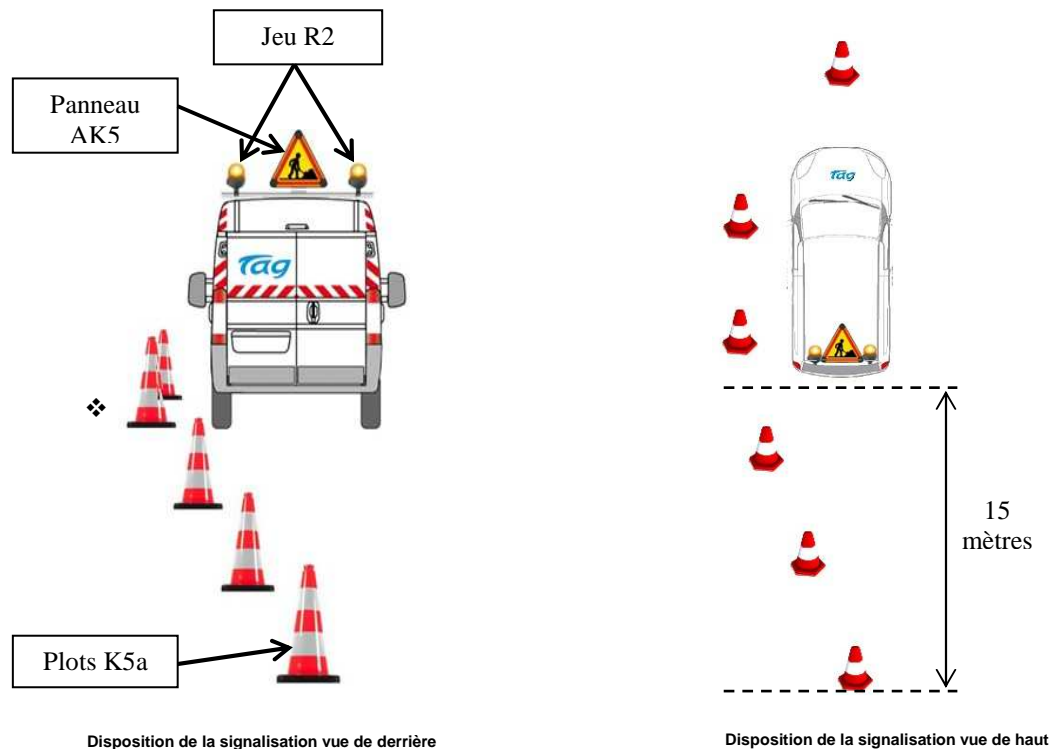 Jeu R2
Panneau
AK5
Tag
Tag
❖
15
mètres
Plots K5a
Disposition de la signalisation vue de derrière
Disposition de la signalisation vue de haut